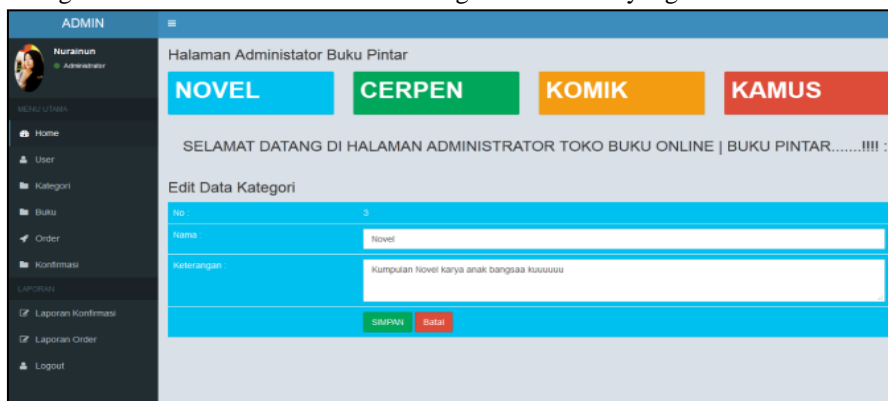 ADMIN
Nurainun
Administrator
MENU UTAMA
Home
User
Kategori
Buku
Order
Konfirmasi
LAPORAN
Laporan Konfirmasi
Laporan Order
Logout
Halaman Administator Buku Pintar
NOVEL CERPEN KOMIK KAMUS
SELAMAT DATANG DI HALAMAN ADMINISTRATOR TOKO BUKU ONLINE | BUKU PINTAR.......!!!! :
Edit Data Kategori
No : 3
Nama : Novel
Keterangan : Kumpulan Novel karya anak bangsaa kuuuuuu
SIMPAN Batal